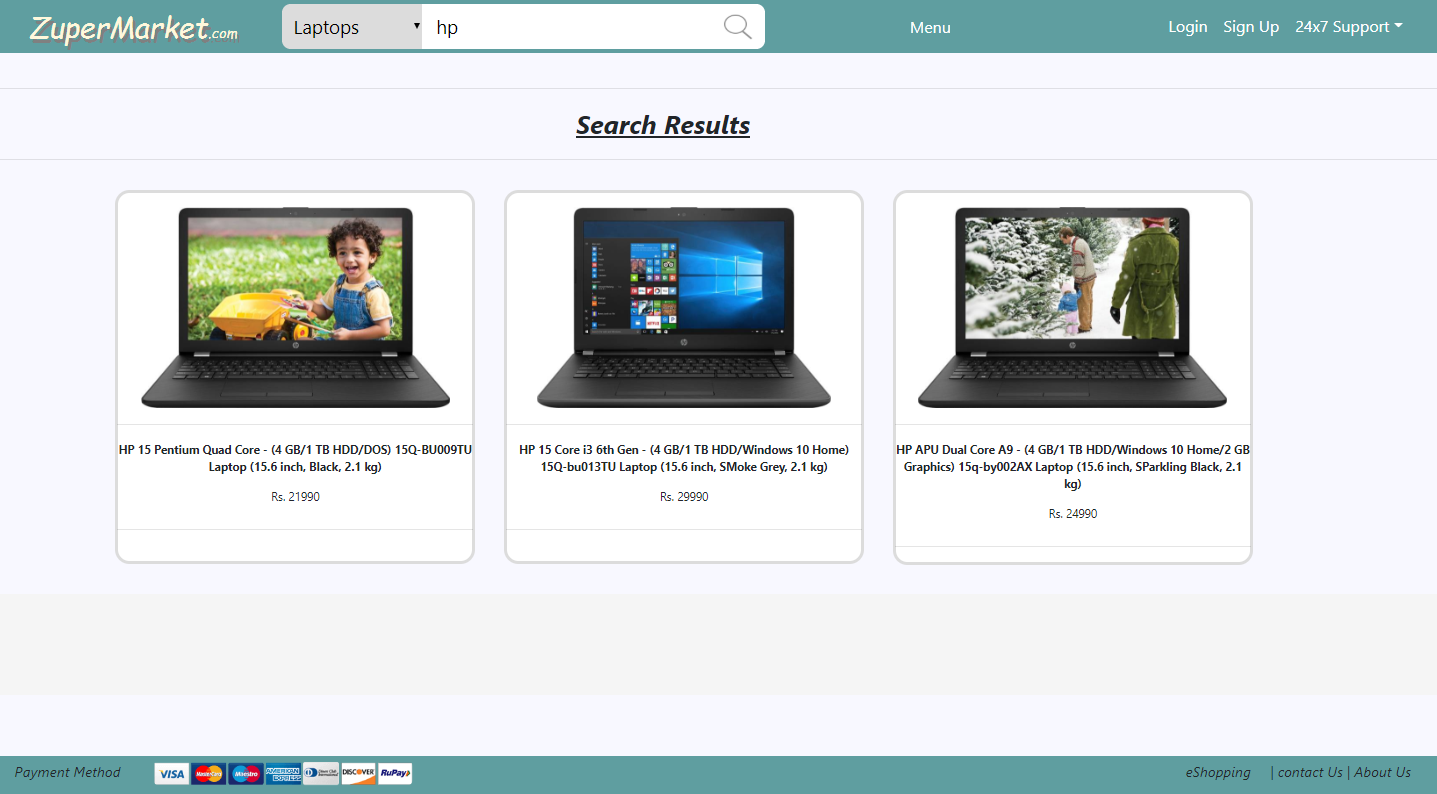 ZuperMarket.com
Laptops
hp
Menu
Login
Sign Up
24x7 Support
Search Results
HP 15 Pentium Quad Core - (4 GB/1 TB HDD/DOS) 15Q-BU009TU
Laptop (15.6 inch, Black, 2.1 kg)
Rs. 21990
HP 15 Core i3 6th Gen - (4 GB/1 TB HDD/Windows 10 Home)
15Q-bu013TU Laptop (15.6 inch, SMoke Grey, 2.1 kg)
Rs. 29990
HP APU Dual Core A9 - (4 GB/1 TB HDD/Windows 10 Home/2 GB
Graphics) 15q-by002AX Laptop (15.6 inch, SParkling Black, 2.1
kg)
Rs. 24990
Payment Method
VISA
MasterCard
Maestro
AMERICAN
EXPRESS
Diners Club
International
DISCOVER
RuPay
eShopping | contact Us | About Us